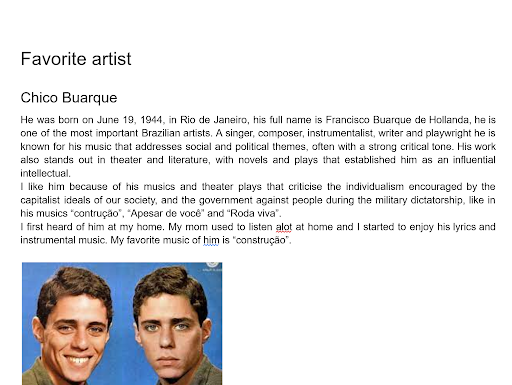 Favorite artist
Chico Buarque
He was born on June 19, 1944, in Rio de Janeiro, his full name is Francisco Buarque de Hollanda, he is
one of the most important Brazilian artists. A singer, composer, instrumentalist, writer and playwright he is
known for his music that addresses social and political themes, often with a strong critical tone. His work
also stands out in theater and literature, with novels and plays that established him as an influential
intellectual.
I like him because of his musics and theater plays that criticise the individualism encouraged by the
capitalist ideals of our society, and the government against people during the military dictatorship, like in
his musics “contrução”, “Apesar de você” and “Roda viva”.
I first heard of him at my home. My mom used to listen alot at home and I started to enjoy his lyrics and
instrumental music. My favorite music of him is “construção”.